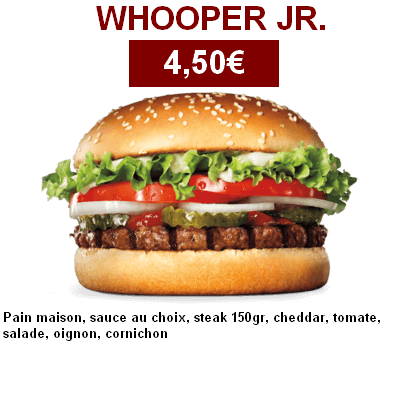 WHOOPER JR.
4,50€
Pain maison, sauce au choix, steak 150gr, cheddar, tomate,
salade, oignon, cornichon